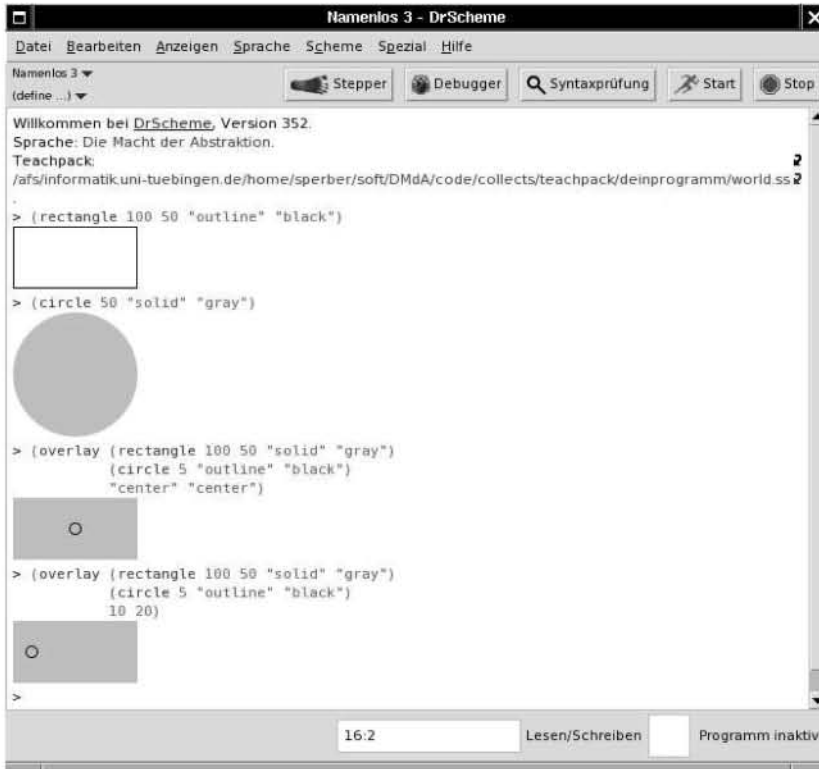 Namenlos 3 - DrScheme
Datei Bearbeiten Anzeigen Sprache Scheme Spezial Hilfe
Namenlos 3
(define ...)
Stepper Debugger Syntaxprüfung Start Stop
Willkommen bei DrScheme, Version 352.
Sprache: Die Macht der Abstraktion.
Teachpack:
/afs/informatik.uni-tuebingen.de/home/sperber/soft/DMdA/code/collects/teachpack/deinprogramm/world.ss
.
> (rectangle 100 50 "outline" "black")
> (circle 50 "solid" "gray")
> (overlay (rectangle 100 50 "solid" "gray")
(circle 5 "outline" "black")
"center" "center")
> (overlay (rectangle 100 50 "solid" "gray")
(circle 5 "outline" "black")
10 20)
>
16:2 Lesen/Schreiben Programm inaktiv